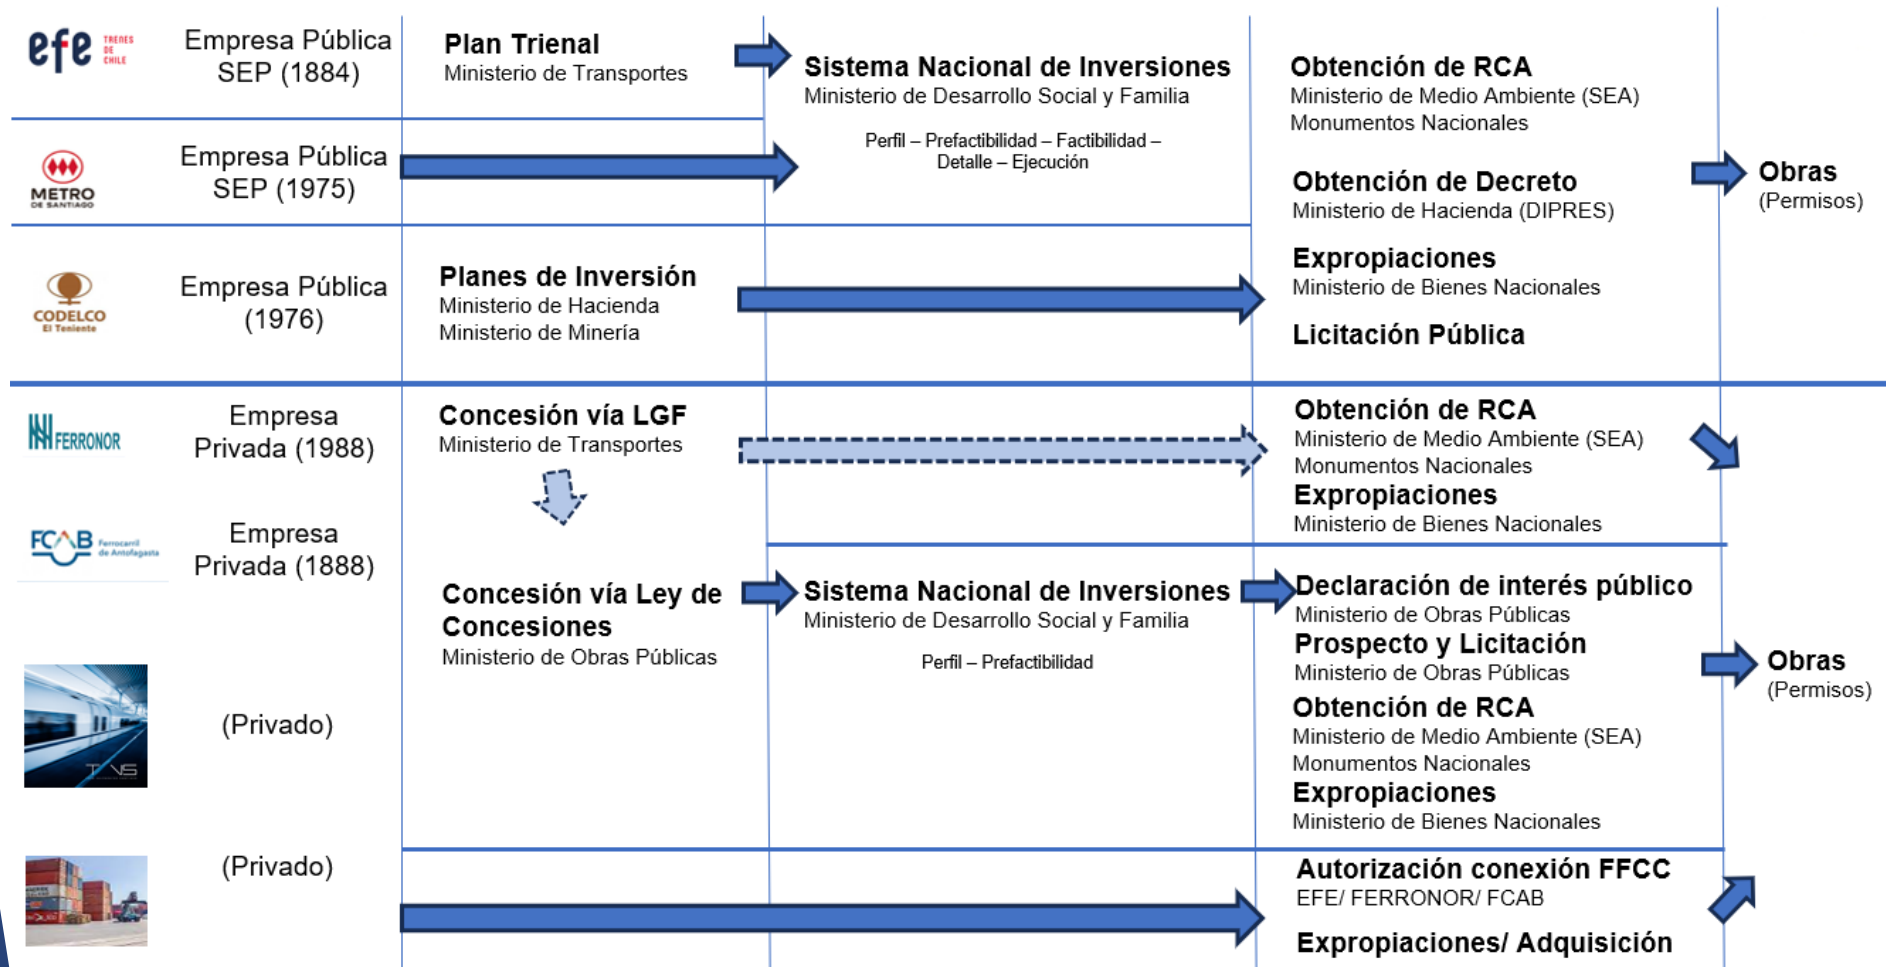 efe TRENES
DE
CHILE
Empresa Pública
SEP (1884)
Plan Trienal
Ministerio de Transportes
Sistema Nacional de Inversiones
Ministerio de Desarrollo Social y Familia
Perfil – Prefactibilidad – Factibilidad –
Detalle – Ejecución
METRO
DE SANTIAGO
Empresa Pública
SEP (1975)
CODELCO
El Teniente
Empresa Pública
(1976)
Planes de Inversión
Ministerio de Hacienda
Ministerio de Minería
Obtención de RCA
Ministerio de Medio Ambiente (SEA)
Monumentos Nacionales
Obtención de Decreto
Ministerio de Hacienda (DIPRES)
Expropiaciones
Ministerio de Bienes Nacionales
Licitación Pública
Obras
(Permisos)
FERRONOR
Empresa
Privada (1988)
Concesión vía LGF
Ministerio de Transportes
Obtención de RCA
Ministerio de Medio Ambiente (SEA)
Monumentos Nacionales
Expropiaciones
Ministerio de Bienes Nacionales
FCAB Ferrocarril
de Antofagasta
Empresa
Privada (1888)
Concesión vía Ley de
Concesiones
Ministerio de Obras Públicas
Sistema Nacional de Inversiones
Ministerio de Desarrollo Social y Familia
Perfil – Prefactibilidad
Declaración de interés público
Ministerio de Obras Públicas
Prospecto y Licitación
Ministerio de Obras Públicas
Obtención de RCA
Ministerio de Medio Ambiente (SEA)
Monumentos Nacionales
Expropiaciones
Ministerio de Bienes Nacionales
Obras
(Permisos)
(Privado)
(Privado)
Autorización conexión FFCC
EFE/ FERRONOR/ FCAB
Expropiaciones/ Adquisición